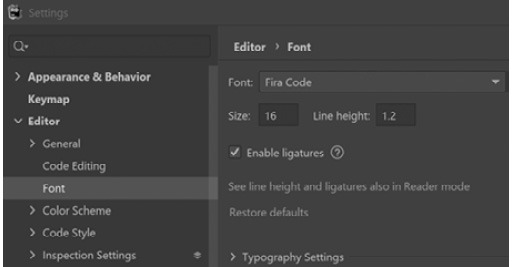 Settings
Editor › Font
Appearance & Behavior
Keymap
Editor
General
Code Editing
Font
Color Scheme
Code Style
Inspection Settings
Font: Fira Code
Size: 16 Line height: 1.2
Enable ligatures ?
See line height and ligatures also in Reader mode
Restore defaults
Typography Settings